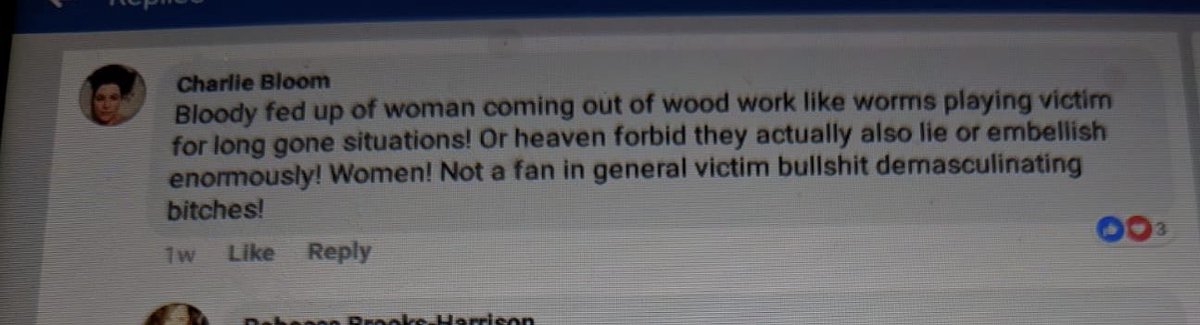 Charlie Bloom
Bloody fed up of woman coming out of wood work like worms playing victim
for long gone situations! Or heaven forbid they actually also lie or embellish
enormously! Women! Not a fan in general victim bullshit demasculinating
bitches!
3
1w Like Reply
Brooks-Harrison